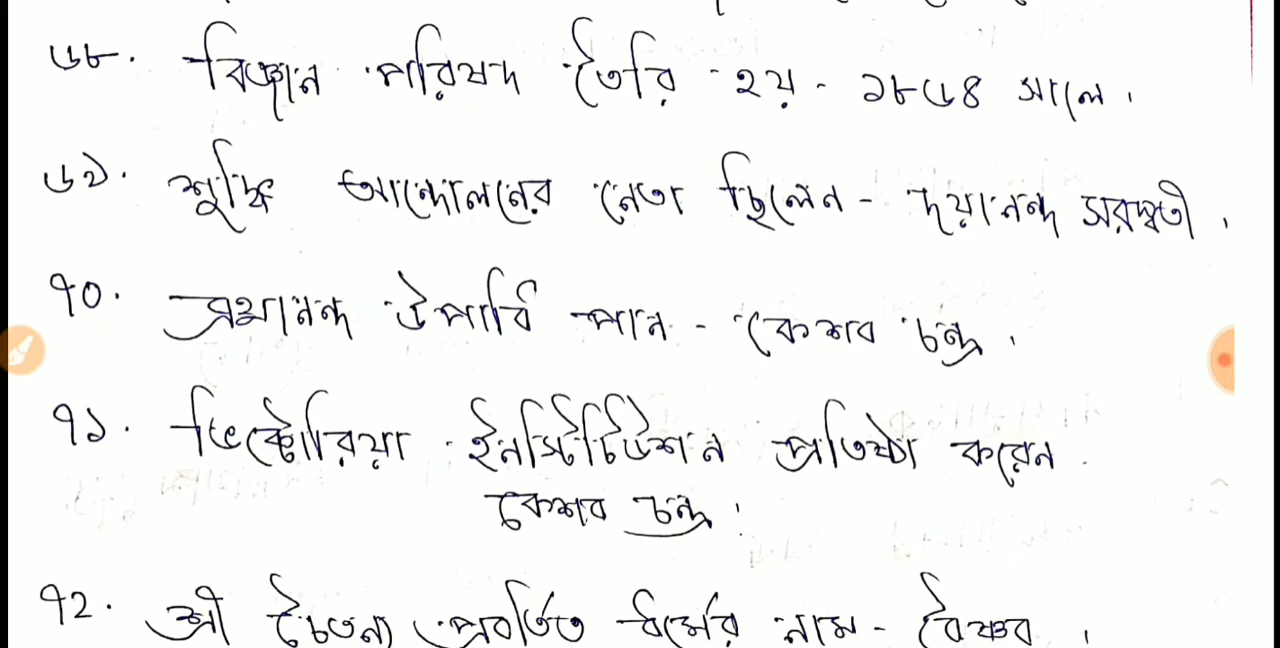 ৬৮. বিজ্ঞান পরিষদ তৈরি হয় - ১৮৬৪ সালে।
৬৯. শুদ্ধি আন্দোলনের নেতা ছিলেন - দয়ানন্দ সরস্বতী।
৭০. ব্রহ্মানন্দ উপাধি পান - কেশব চন্দ্র।
৭১. ভিক্টোরিয়া ইনস্টিটিউশন প্রতিষ্ঠা করেন
কেশব চন্দ্র।
৭২. শ্রী চৈতন্য প্রবর্তিত ধর্মের নাম - বৈষ্ণব।